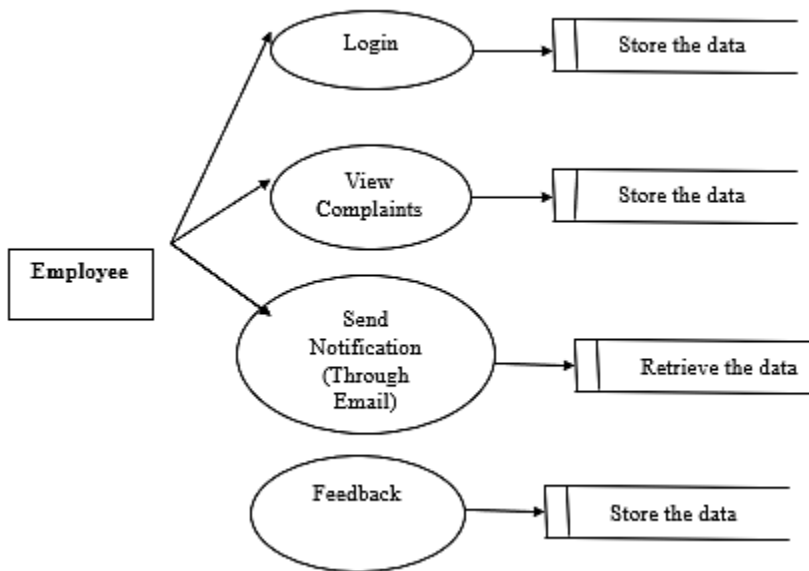 Login
Store the data
View
Complaints
Store the data
Employee
Send
Notification
(Through
Email)
Retrieve the data
Feedback
Store the data